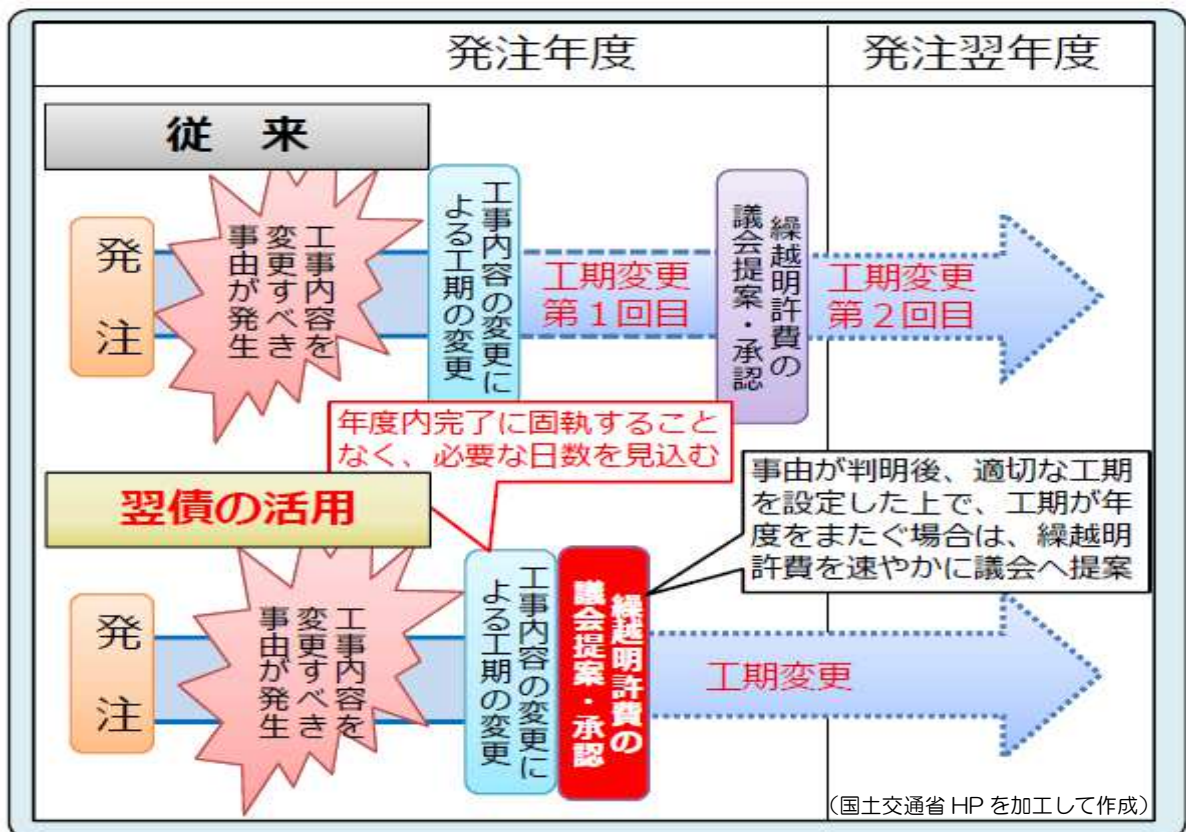 発注年度
発注翌年度
従　来
発
注
工事内容を
変更すべき
事由が発生
工事内容の変更に
よる工期の変更
工期変更
第１回目
繰越明許費の
議会提案・承認
工期変更
第２回目
年度内完了に固執すること
なく、必要な日数を見込む
翌債の活用
事由が判明後、適切な工期
を設定した上で、工期が年
度をまたぐ場合は、繰越明
許費を速やかに議会へ提案
発
注
工事内容を
変更すべき
事由が発生
工事内容の変更に
よる工期の変更
繰越明許費の
議会提案・承認
工期変更
（国土交通省 HP を加工して作成）